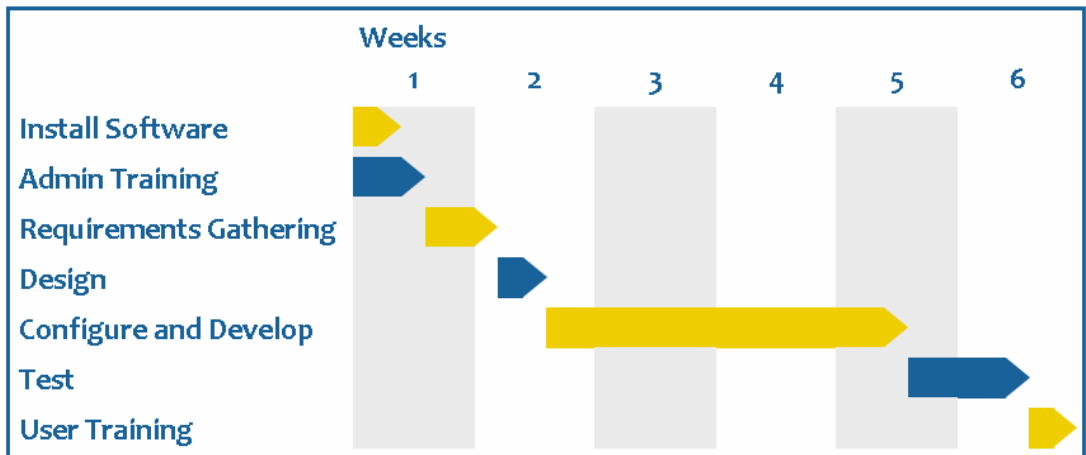 Weeks
1 2 3 4 5 6
Install Software
Admin Training
Requirements Gathering
Design
Configure and Develop
Test
User Training